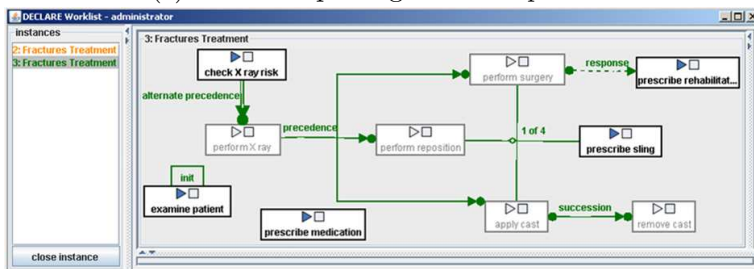 DECLARE Worklist - administrator
instances
2: Fractures Treatment
3: Fractures Treatment
close instance
3: Fractures Treatment
check X ray risk
perform surgery
response
prescribe rehabilitat...
alternate precedence
perform X ray
precedence
perform reposition
1 of 4
prescribe sling
init
examine patient
prescribe medication
apply cast
succession
remove cast